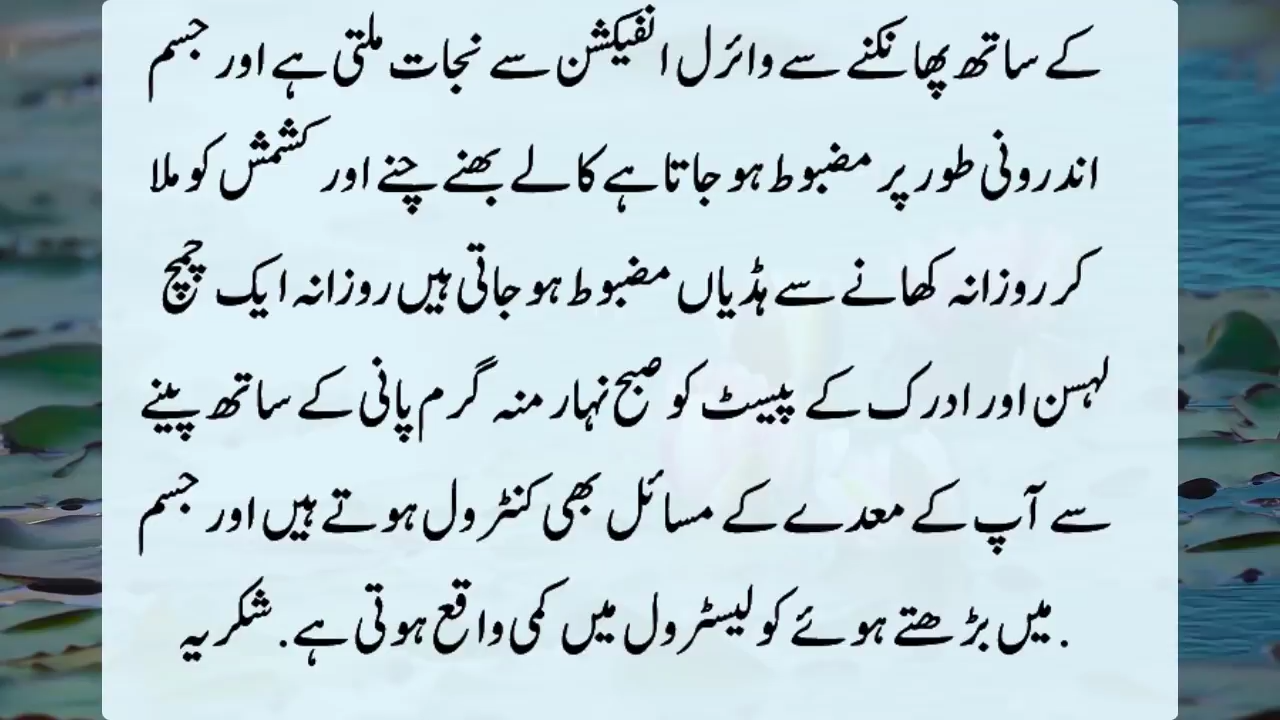 کے ساتھ پھانکنے سے وائرل انفیکشن سے نجات ملتی ہے اور جسم
اندرونی طور پر مضبوط ہو جاتا ہے کالے بھنے چنے اور کشمش کو ملا
کر روزانہ کھانے سے ہڈیاں مضبوط ہو جاتی ہیں روزانہ ایک چمچ
لہسن اور ادرک کے پیسٹ کو صبح نہار منہ گرم پانی کے ساتھ پینے
سے آپ کے معدے کے مسائل بھی کنٹرول ہوتے ہیں اور جسم
. میں بڑھتے ہوئے کولیسٹرول میں کمی واقع ہوتی ہے. شکریہ